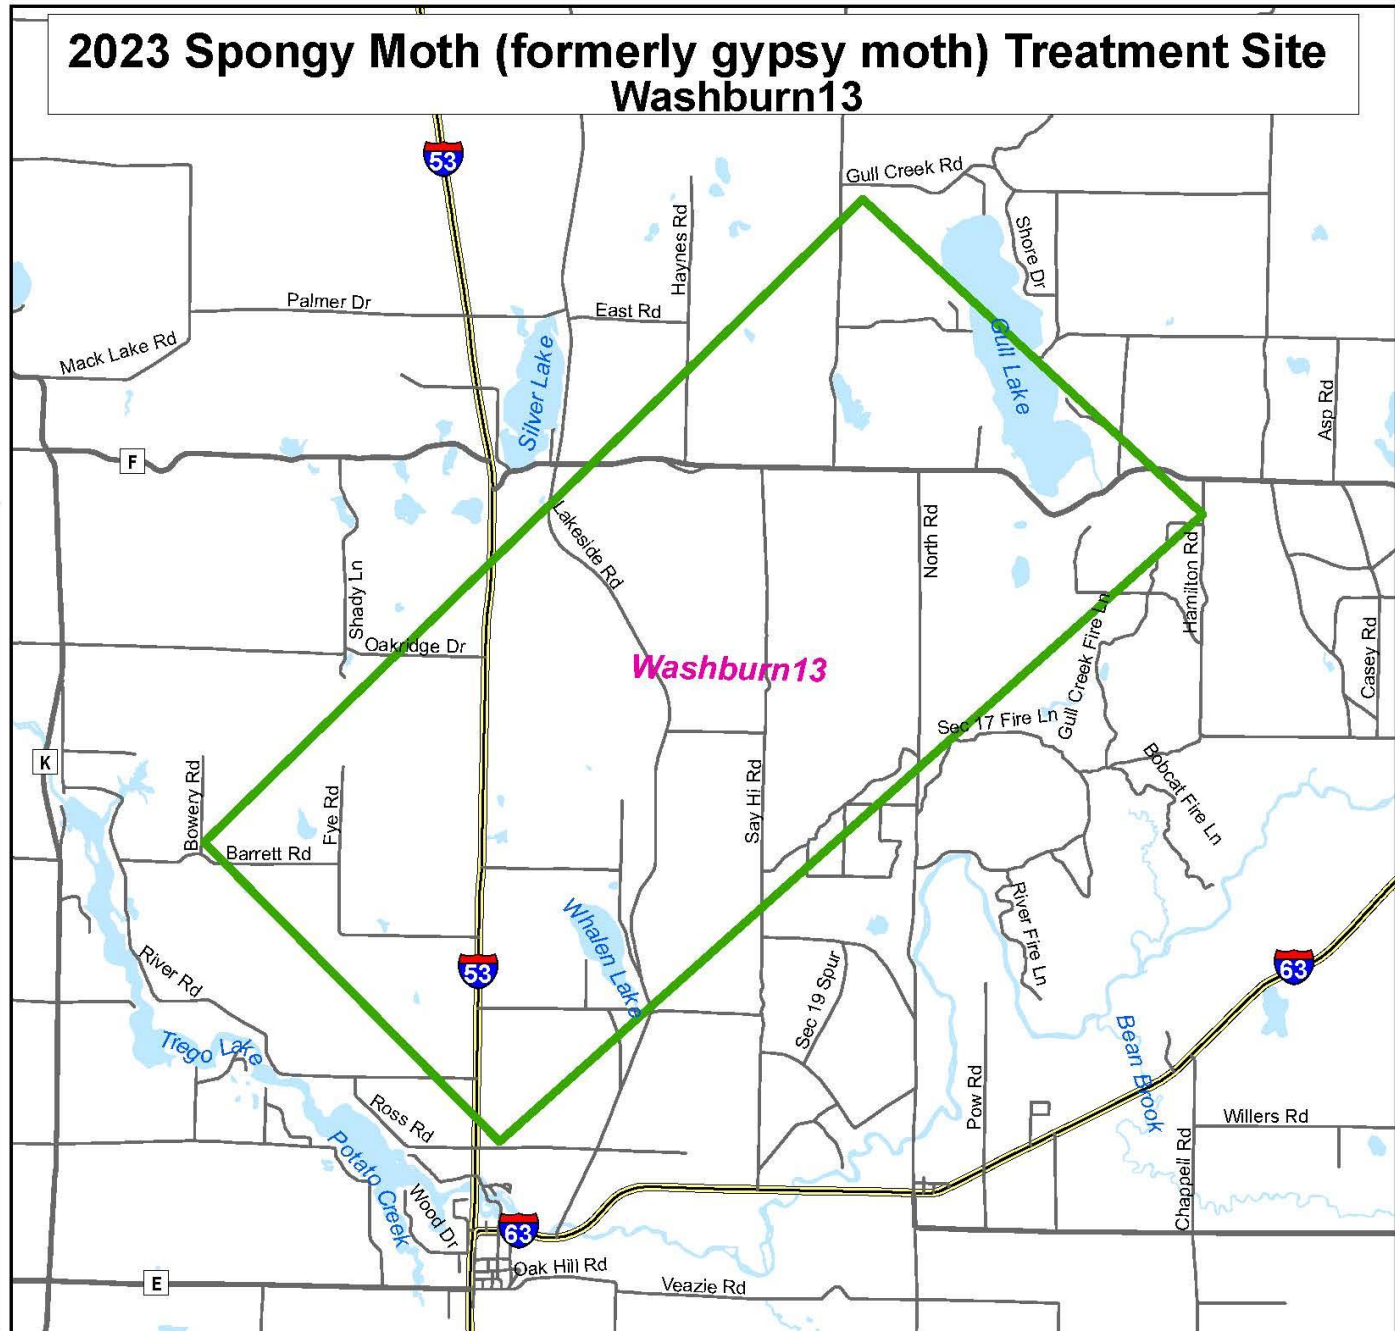 2023 Spongy Moth (formerly gypsy moth) Treatment Site
Washburn13
53
Gull Creek Rd
Shore Dr
Haynes Rd
Palmer Dr
East Rd
Mack Lake Rd
Silver Lake
Gull Lake
Asp Rd
F
Lakeside Rd
North Rd
Shady Ln
Hamilton Rd
Oakridge Dr
Washburn13
Gull Creek Fire Ln
Casey Rd
Sec 17 Fire Ln
K
Bowery Rd
Fye Rd
Say Hi Rd
Bobcat Fire Ln
Barrett Rd
Whalen Lake
River Fire Ln
River Rd
53
Sec 19 Spur
63
Trego Lake
Bean Brook
Ross Rd
Pow Rd
Willers Rd
Potato Creek
Wood Dr
Chappell Rd
63
Oak Hill Rd
E
Veazie Rd